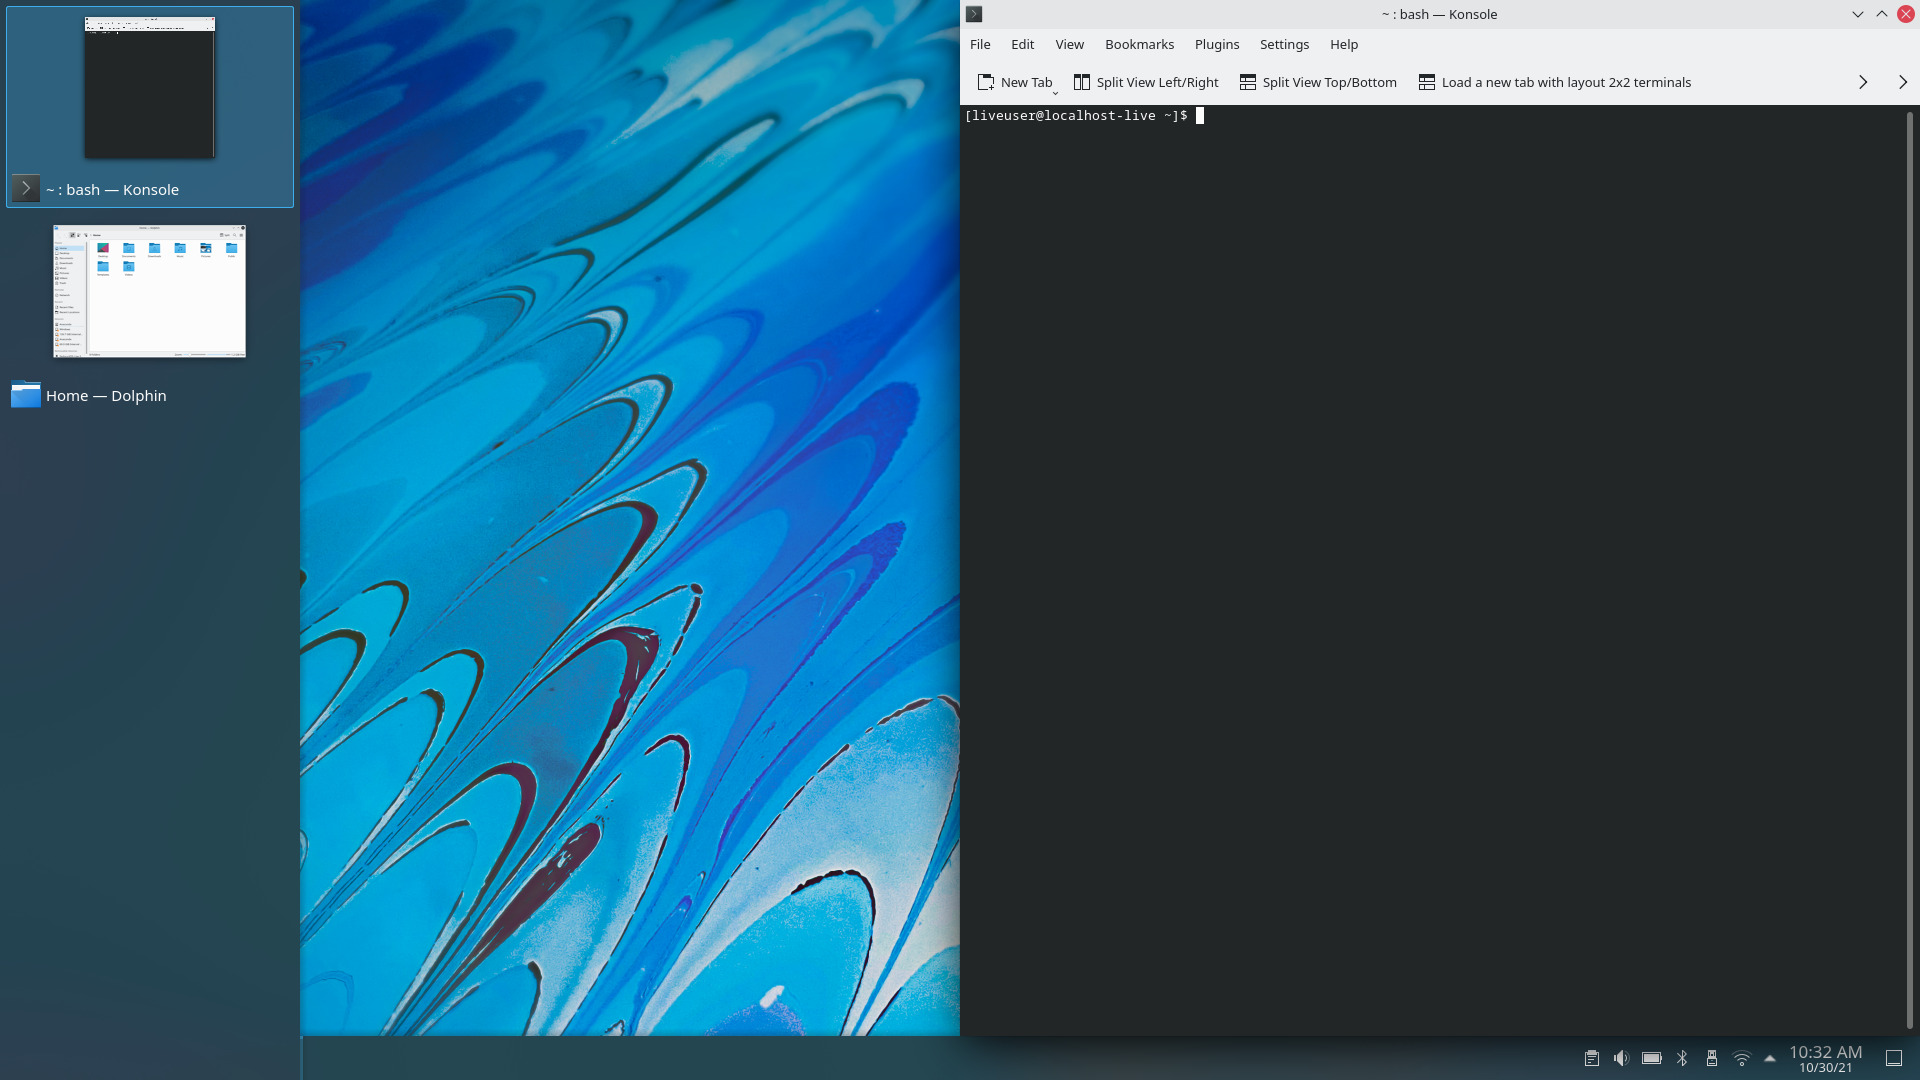 ~ : bash — Konsole
Home — Dolphin
~ : bash — Konsole
File Edit View Bookmarks Plugins Settings Help
New Tab Split View Left/Right Split View Top/Bottom Load a new tab with layout 2x2 terminals
[liveuser@localhost-live ~]$
10:32 AM
10/30/21